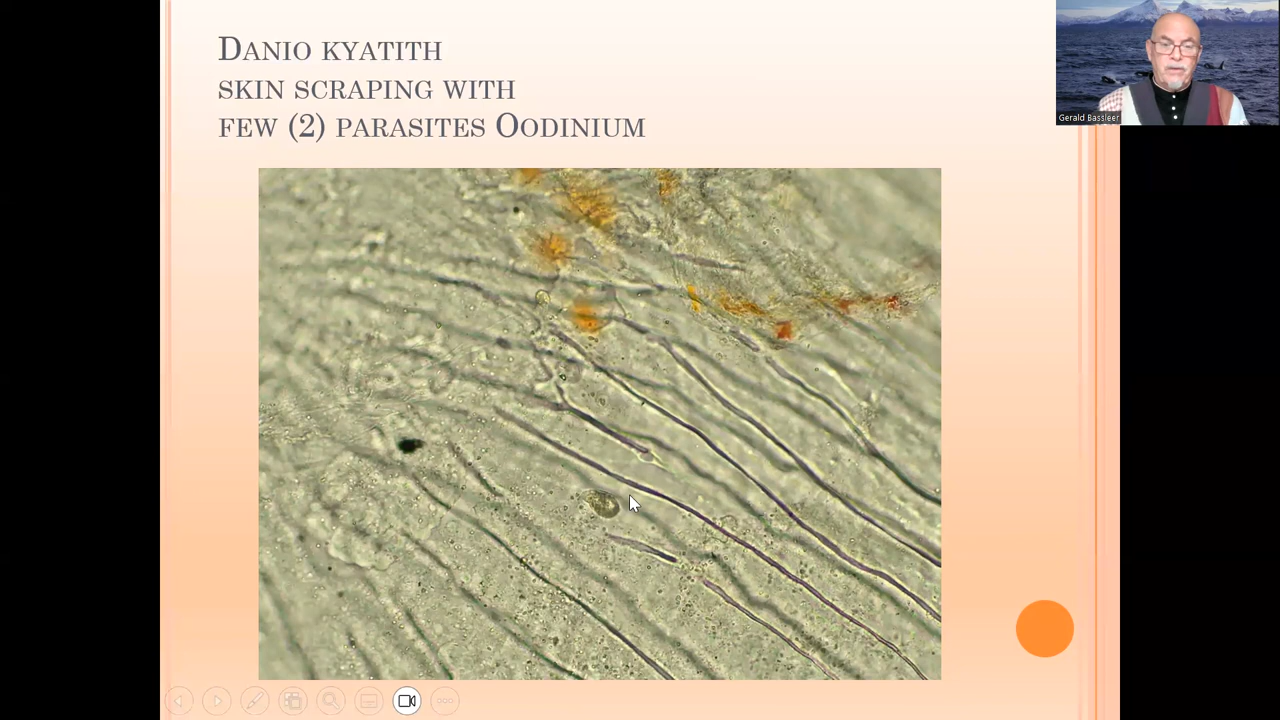 Danio kyatith
skin scraping with
few (2) parasites Oodinium
Gerald Bassleer